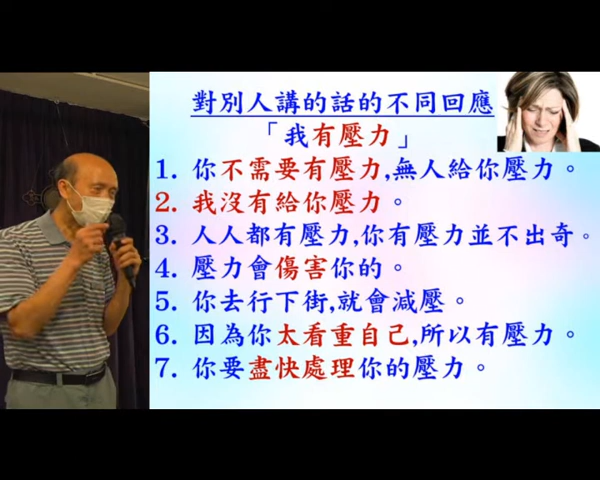 對別人講的話的不同回應
「我有壓力」
1. 你不需要有壓力,無人給你壓力。
2. 我沒有給你壓力。
3. 人人都有壓力,你有壓力並不出奇。
4. 壓力會傷害你的。
5. 你去行下街,就會減壓。
6. 因為你太看重自己,所以有壓力。
7. 你要盡快處理你的壓力。